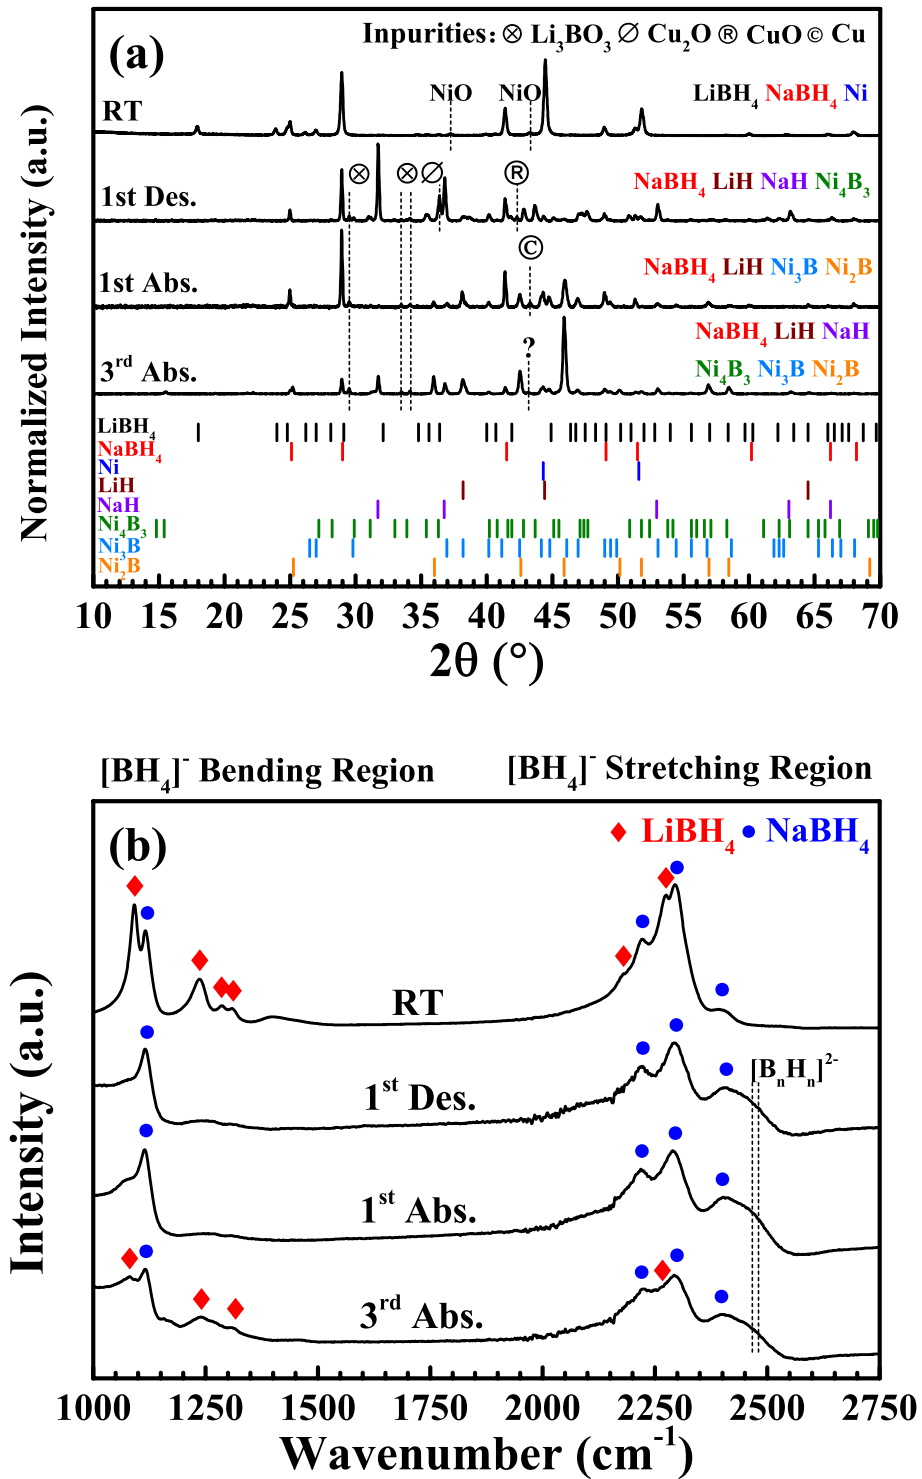 (a)
Inpurities: ⊗ Li₃BO₃ ∅ Cu₂O ® CuO © Cu
RT
NiO
NiO
LiBH₄ NaBH₄ Ni
1st Des.
⊗
⊗
∅
®
NaBH₄ LiH NaH Ni₄B₃
1st Abs.
©
NaBH₄ LiH Ni₃B Ni₂B
3ʳᵈ Abs.
?
NaBH₄ LiH NaH
Ni₄B₃ Ni₃B Ni₂B
LiBH₄
NaBH₄
Ni
LiH
NaH
Ni₄B₃
Ni₃B
Ni₂B
Normalized Intensity (a.u.)
10 15 20 25 30 35 40 45 50 55 60 65 70
2θ (°)
[BH₄]⁻ Bending Region
[BH₄]⁻ Stretching Region
(b)
LiBH₄ NaBH₄
RT
1ˢᵗ Des.
[BₙHₙ]²⁻
1ˢᵗ Abs.
3ʳᵈ Abs.
Intensity (a.u.)
1000 1250 1500 1750 2000 2250 2500 2750
Wavenumber (cm⁻¹)